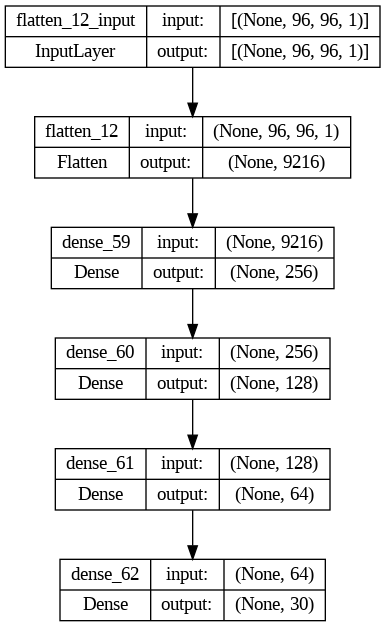 flatten_12_input input: [(None, 96, 96, 1)]
InputLayer output: [(None, 96, 96, 1)]
flatten_12 input: (None, 96, 96, 1)
Flatten output: (None, 9216)
dense_59 input: (None, 9216)
Dense output: (None, 256)
dense_60 input: (None, 256)
Dense output: (None, 128)
dense_61 input: (None, 128)
Dense output: (None, 64)
dense_62 input: (None, 64)
Dense output: (None, 30)